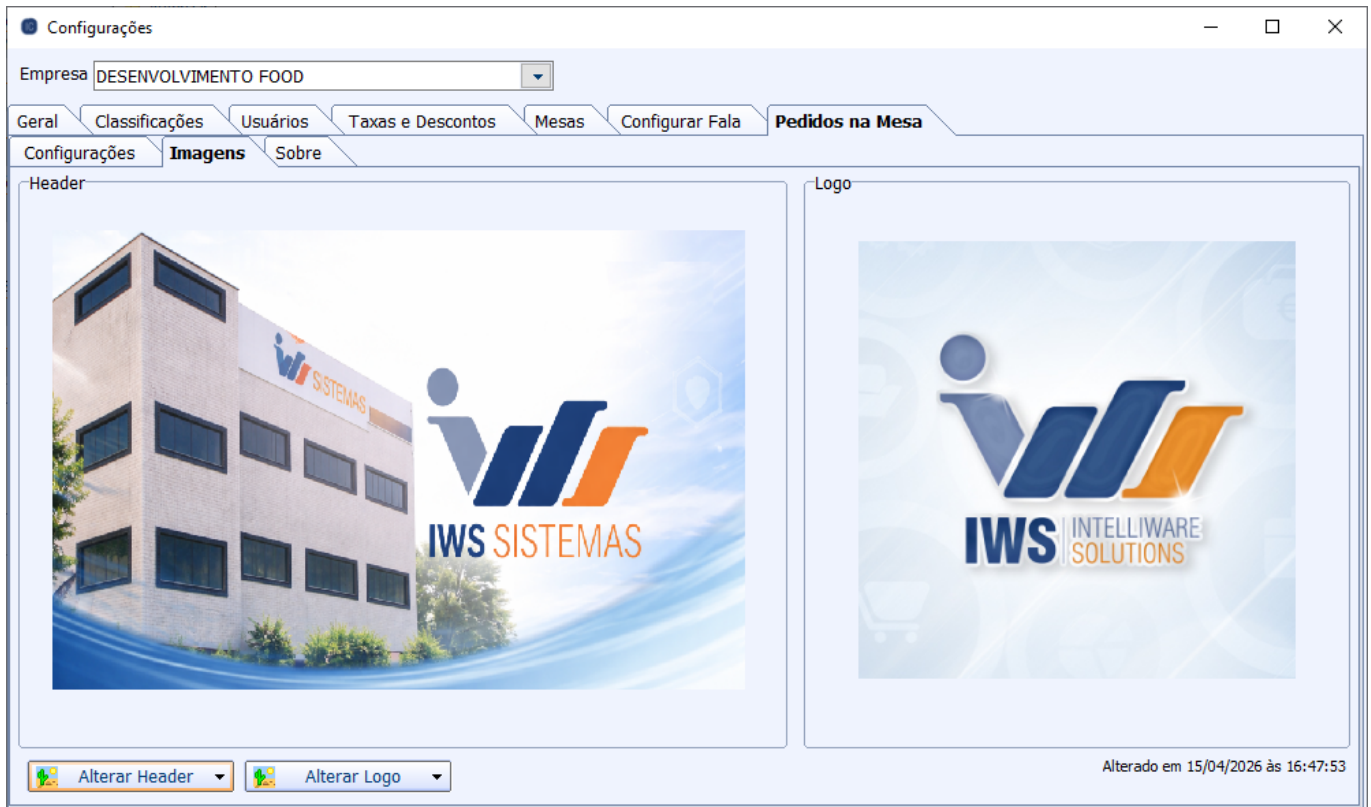 Configurações
Empresa DESENVOLVIMENTO FOOD
Geral Classificações Usuários Taxas e Descontos Mesas Configurar Fala Pedidos na Mesa
Configurações Imagens Sobre
Header Logo
iws SISTEMAS
IWS SISTEMAS
IWS INTELLIWARE
SOLUTIONS
Alterar Header Alterar Logo Alterado em 15/04/2026 às 16:47:53